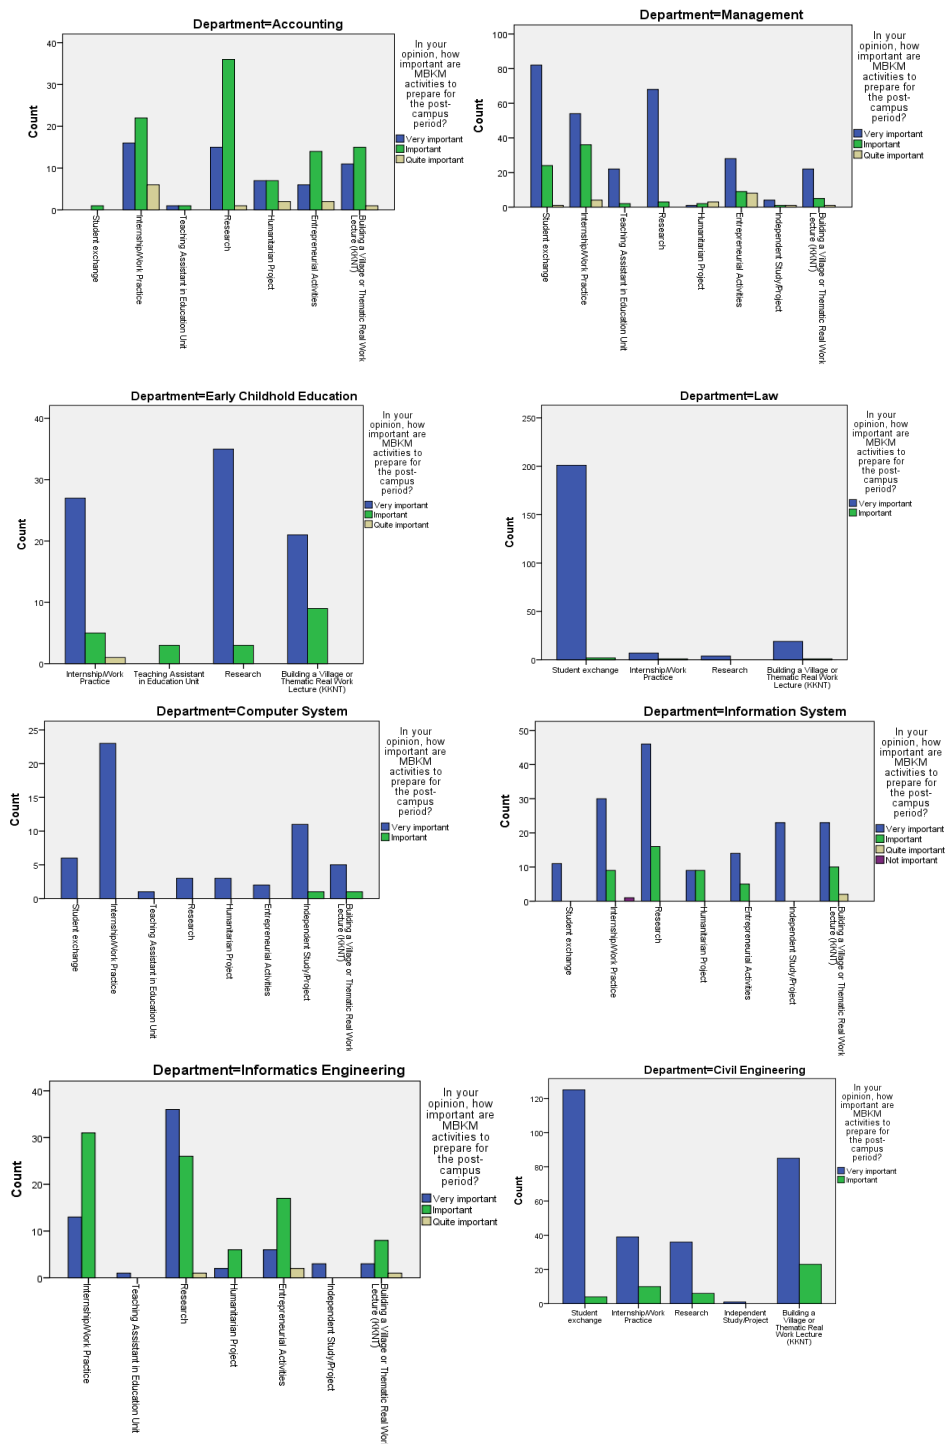 Department=Accounting
40
30
20
10
0
Count
Student exchange
Internship/Work Practice
Teaching Assistant in Education Unit
Research
Humanitarian Project
Entrepreneurial Activities
Building a Village or Thematic Real Work
Lecture (KKNT)
In your
opinion, how
important are
MBKM
activities to
prepare for
the post-
campus
period?
Very important
Important
Quite important
Department=Management
100
80
60
40
20
0
Count
Student exchange
Internship/Work Practice
Teaching Assistant in Education Unit
Research
Humanitarian Project
Entrepreneurial Activities
Independent Study/Project
Building a Village or Thematic Real Work
Lecture (KKNT)
In your
opinion, how
important are
MBKM
activities to
prepare for
the post-
campus
period?
Very important
Important
Quite important
Department=Early Childhold Education
40
30
20
10
0
Count
Internship/Work
Practice
Teaching Assistant
in Education Unit
Research
Building a Village or
Thematic Real Work
Lecture (KKNT)
In your
opinion, how
important are
MBKM
activities to
prepare for
the post-
campus
period?
Very important
Important
Quite important
Department=Law
250
200
150
100
50
0
Count
Student exchange
Internship/Work
Practice
Research
Building a Village or
Thematic Real Work
Lecture (KKNT)
In your
opinion, how
important are
MBKM
activities to
prepare for
the post-
campus
period?
Very important
Important
Department=Computer System
25
20
15
10
5
0
Count
Student exchange
Internship/Work Practice
Teaching Assistant in Education Unit
Research
Humanitarian Project
Entrepreneurial Activities
Independent Study/Project
Building a Village or Thematic Real Work
Lecture (KKNT)
In your
opinion, how
important are
MBKM
activities to
prepare for
the post-
campus
period?
Very important
Important
Department=Information System
50
40
30
20
10
0
Count
Student exchange
Internship/Work Practice
Research
Humanitarian Project
Entrepreneurial Activities
Independent Study/Project
Building a Village or Thematic Real Work
Lecture (KKNT)
In your
opinion, how
important are
MBKM
activities to
prepare for
the post-
campus
period?
Very important
Important
Quite important
Not important
Department=Informatics Engineering
40
30
20
10
0
Count
Internship/Work Practice
Teaching Assistant in Education Unit
Research
Humanitarian Project
Entrepreneurial Activities
Independent Study/Project
Building a Village or Thematic Real Work
Lecture (KKNT)
In your
opinion, how
important are
MBKM
activities to
prepare for
the post-
campus
period?
Very important
Important
Quite important
Department=Civil Engineering
120
100
80
60
40
20
0
Count
Student
exchange
Internship/Work
Practice
Research
Independent
Study/Project
Building a
Village or
Thematic Real
Work Lecture
(KKNT)
In your
opinion, how
important are
MBKM
activities to
prepare for
the post-
campus
period?
Very important
Important